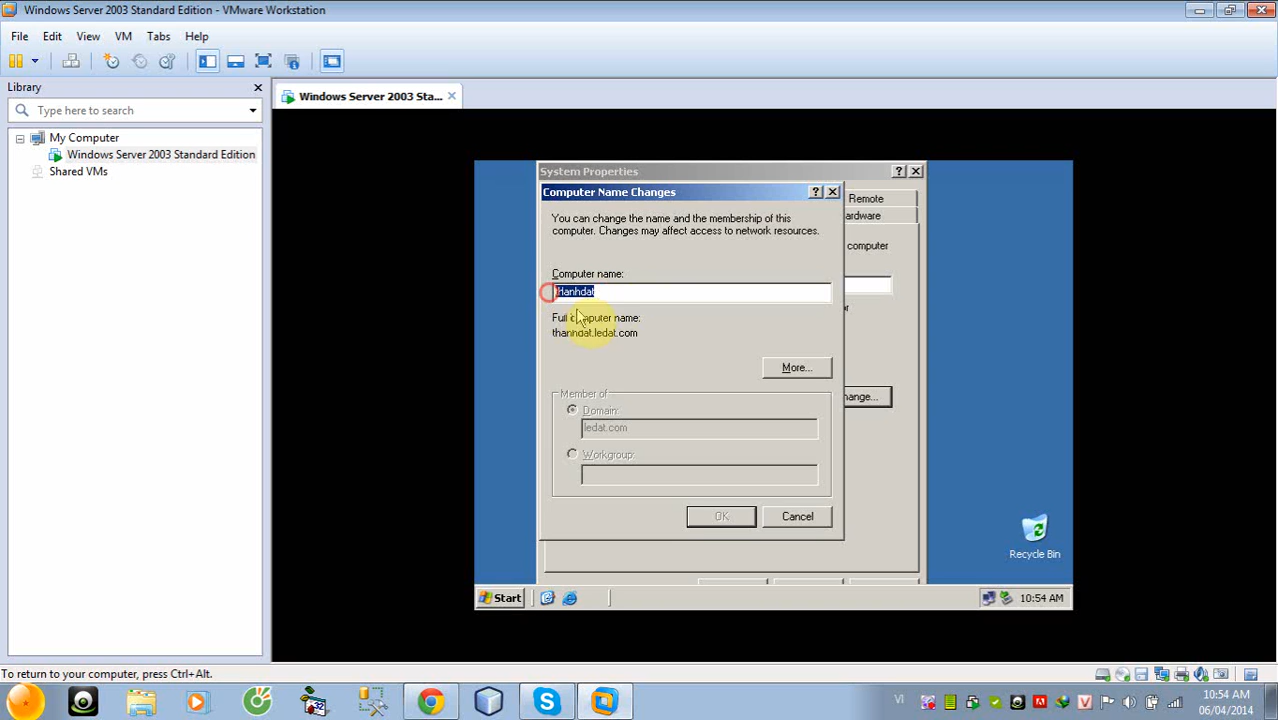 Windows Server 2003 Standard Edition - VMware Workstation
File Edit View VM Tabs Help
Library
Type here to search
My Computer
Windows Server 2003 Standard Edition
Shared VMs
Windows Server 2003 Sta...
System Properties
Computer Name Changes
Remote
ardware
You can change the name and the membership of this
computer. Changes may affect access to network resources.
computer
Computer name:
thanhdat
or
Full computer name:
thanhdat.ledat.com
More...
Member of
hange...
Domain:
ledat.com
Workgroup:
OK Cancel
Recycle Bin
Start
10:54 AM
To return to your computer, press Ctrl+Alt.
VI
10:54 AM
06/04/2014